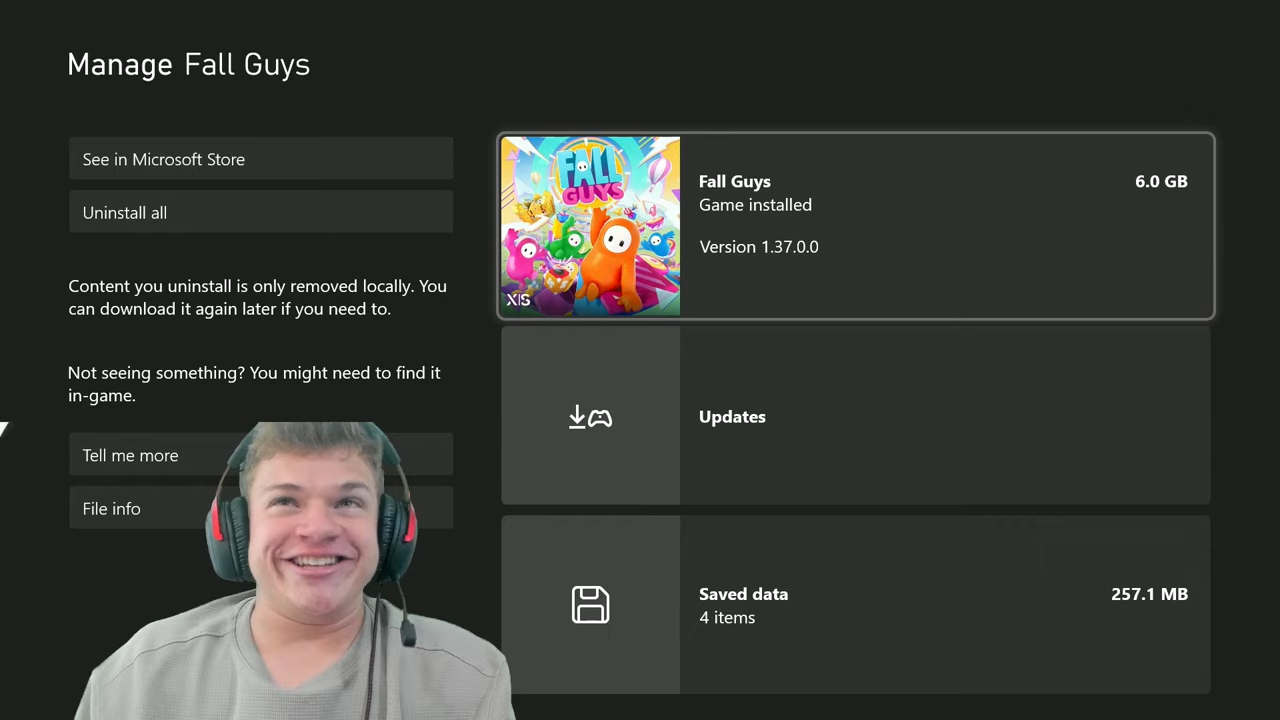 Manage Fall Guys
See in Microsoft Store
Uninstall all
Content you uninstall is only removed locally. You
can download it again later if you need to.
Not seeing something? You might need to find it
in-game.
Tell me more
File info
FALL
GUYS
X|S
Fall Guys
6.0 GB
Game installed
Version 1.37.0.0
Updates
Saved data
257.1 MB
4 items